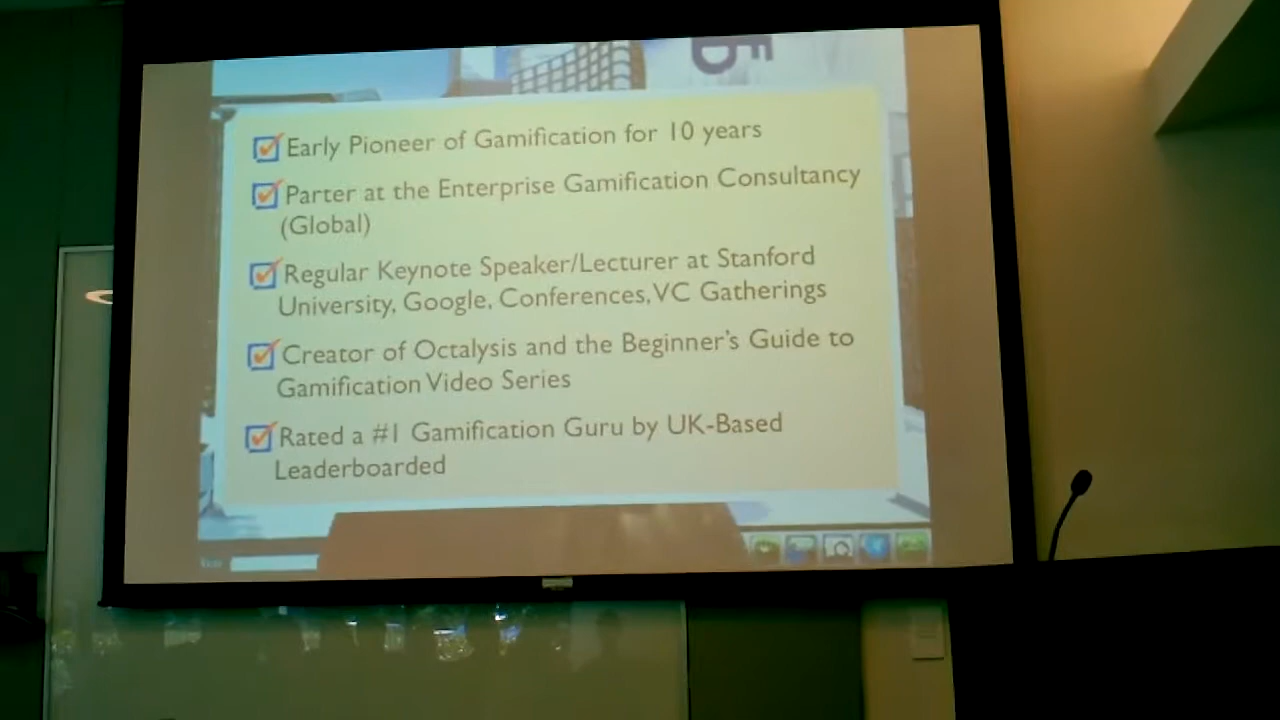 Early Pioneer of Gamification for 10 years
Parter at the Enterprise Gamification Consultancy
(Global)
Regular Keynote Speaker/Lecturer at Stanford
University, Google, Conferences, VC Gatherings
Creator of Octalysis and the Beginner's Guide to
Gamification Video Series
Rated a #1 Gamification Guru by UK-Based
Leaderboarded